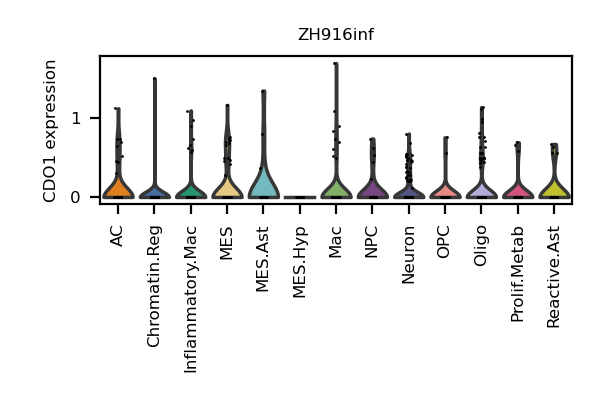 ZH916inf
CDO1 expression
1
0
AC
Chromatin.Reg
Inflammatory.Mac
MES
MES.Ast
MES.Hyp
Mac
NPC
Neuron
OPC
Oligo
Prolif.Metab
Reactive.Ast